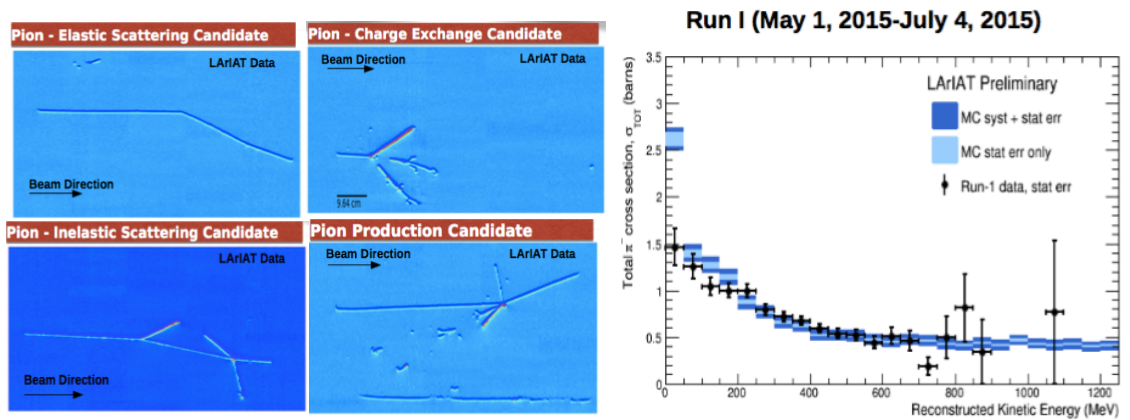 Pion - Elastic Scattering Candidate
LArIAT Data
Beam Direction
Pion - Charge Exchange Candidate
Beam Direction
LArIAT Data
9.64 cm
Pion - Inelastic Scattering Candidate
LArIAT Data
Beam Direction
Pion Production Candidate
Beam Direction
LArIAT Data
Run I (May 1, 2015-July 4, 2015)
Total π⁻ cross section, σ_TOT (barns)
3.5
3
2.5
2
1.5
1
0.5
0
LArIAT Preliminary
MC syst + stat err
MC stat err only
Run-1 data, stat err
0 200 400 600 800 1000 1200
Reconstructed Kinetic Energy (MeV)